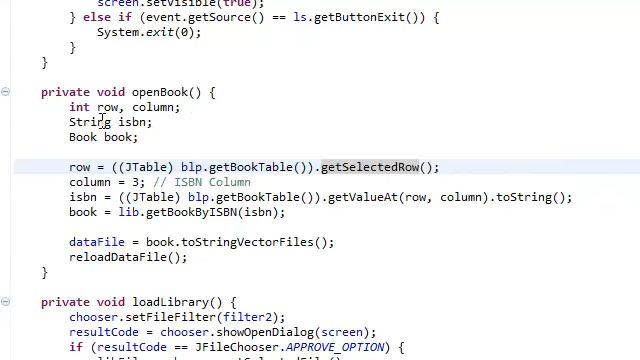 screen.setVisible(true);
} else if (event.getSource() == ls.getButtonExit()) {
System.exit(0);
}
}
private void openBook() {
int row, column;
String isbn;
Book book;
row = ((JTable) blp.getBookTable()).getSelectedRow();
column = 3; // ISBN Column
isbn = ((JTable) blp.getBookTable()).getValueAt(row, column).toString();
book = lib.getBookByISBN(isbn);
dataFile = book.toStringVectorFiles();
reloadDataFile();
}
private void loadLibrary() {
chooser.setFileFilter(filter2);
resultCode = chooser.showOpenDialog(screen);
if (resultCode == JFileChooser.APPROVE_OPTION) {